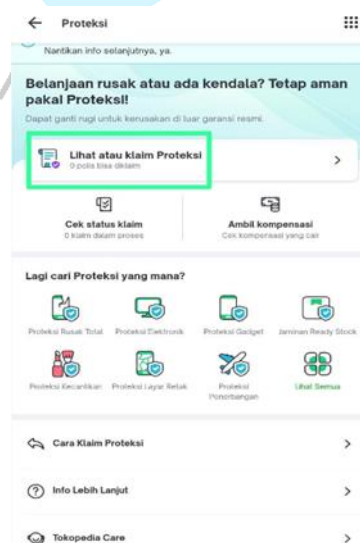 Proteksi
Nantikan info selanjutnya, ya.
Belanjaan rusak atau ada kendala? Tetap aman
pakai Proteksi!
Dapat ganti rugi untuk kerusakan di luar garansi resmi.
Lihat atau klaim Proteksi
0 polis bisa diklaim
Cek status klaim
0 klaim dalam proses
Ambil kompensasi
Cek kompensasi yang cair
Lagi cari Proteksi yang mana?
Proteksi Rusak Total
Proteksi Elektronik
Proteksi Gadget
Jaminan Ready Stock
Proteksi Kecantikan
Proteksi Layar Retak
Proteksi
Penerbangan
Lihat Semua
Cara Klaim Proteksi
Info Lebih Lanjut
Tokopedia Care